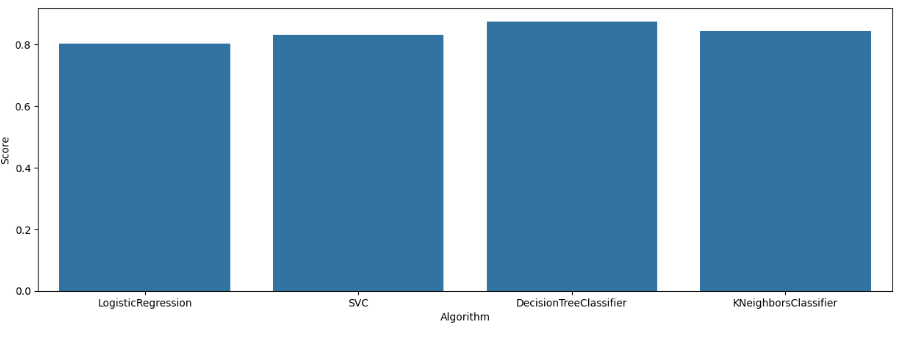 Score
0.8
0.6
0.4
0.2
0.0
LogisticRegression
SVC
DecisionTreeClassifier
KNeighborsClassifier
Algorithm